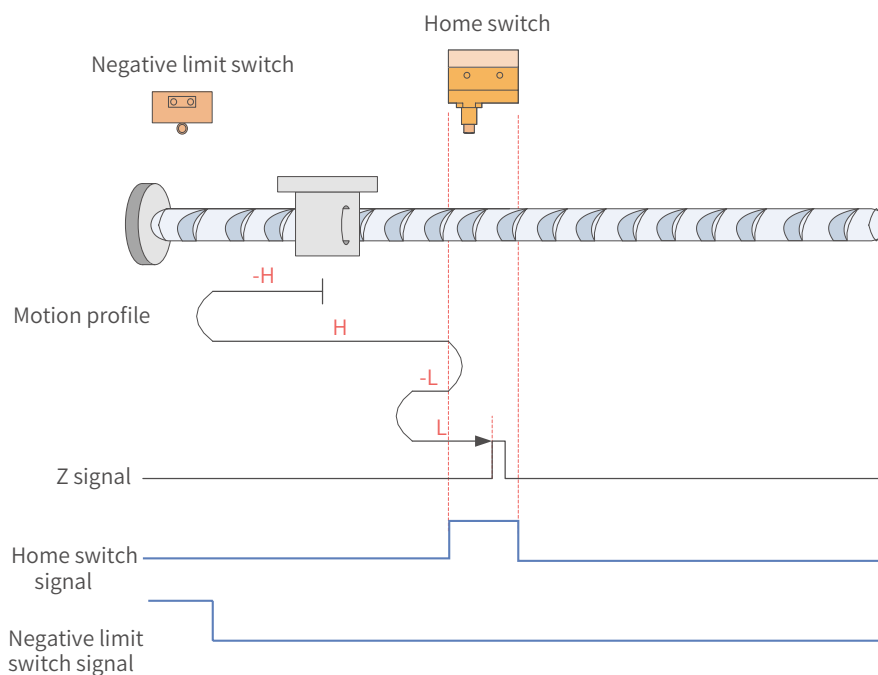 Home switch
Negative limit switch
-H
Motion profile
H
-L
L
Z signal
Home switch
signal
Negative limit
switch signal